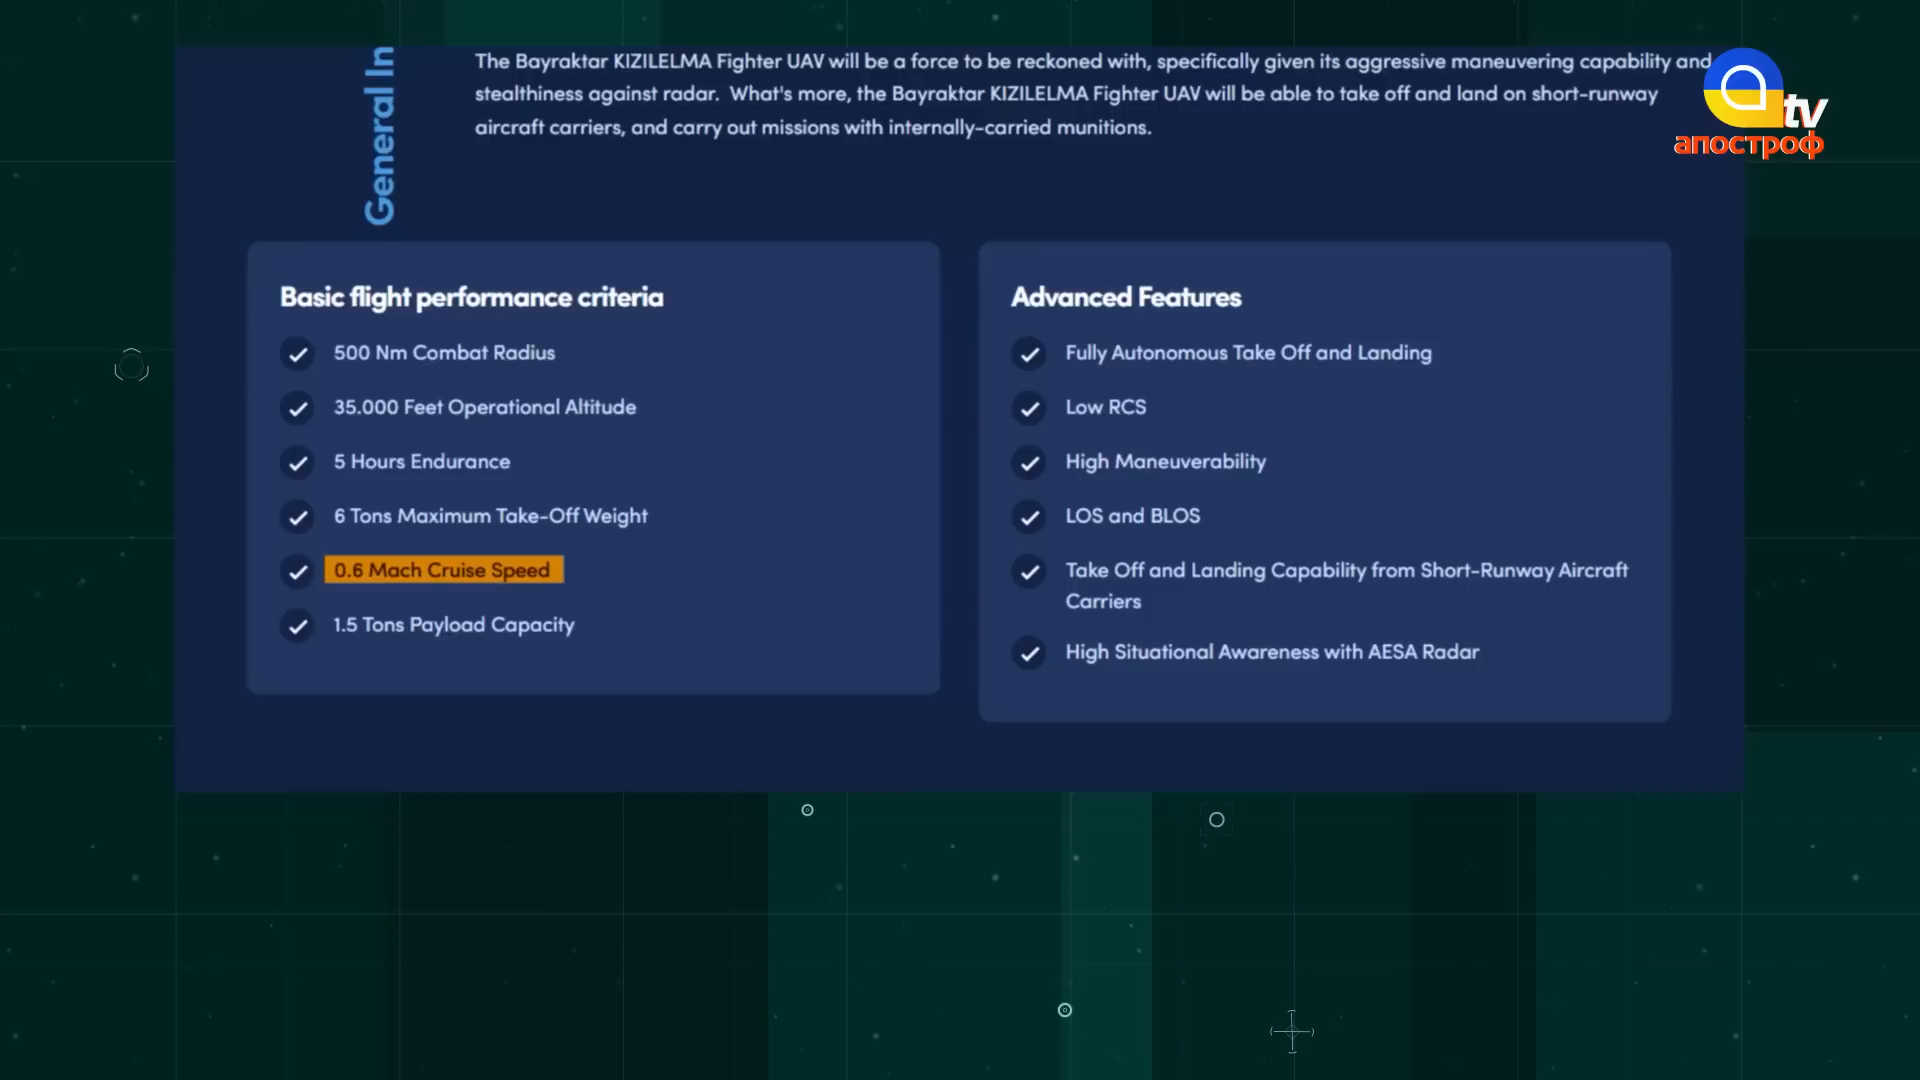 General In
The Bayraktar KIZILELMA Fighter UAV will be a force to be reckoned with, specifically given its aggressive maneuvering capability and
stealthiness against radar.  What's more, the Bayraktar KIZILELMA Fighter UAV will be able to take off and land on short-runway
aircraft carriers, and carry out missions with internally-carried munitions.
tv
апостроф
Basic flight performance criteria
500 Nm Combat Radius
35.000 Feet Operational Altitude
5 Hours Endurance
6 Tons Maximum Take-Off Weight
0.6 Mach Cruise Speed
1.5 Tons Payload Capacity
Advanced Features
Fully Autonomous Take Off and Landing
Low RCS
High Maneuverability
LOS and BLOS
Take Off and Landing Capability from Short-Runway Aircraft
Carriers
High Situational Awareness with AESA Radar